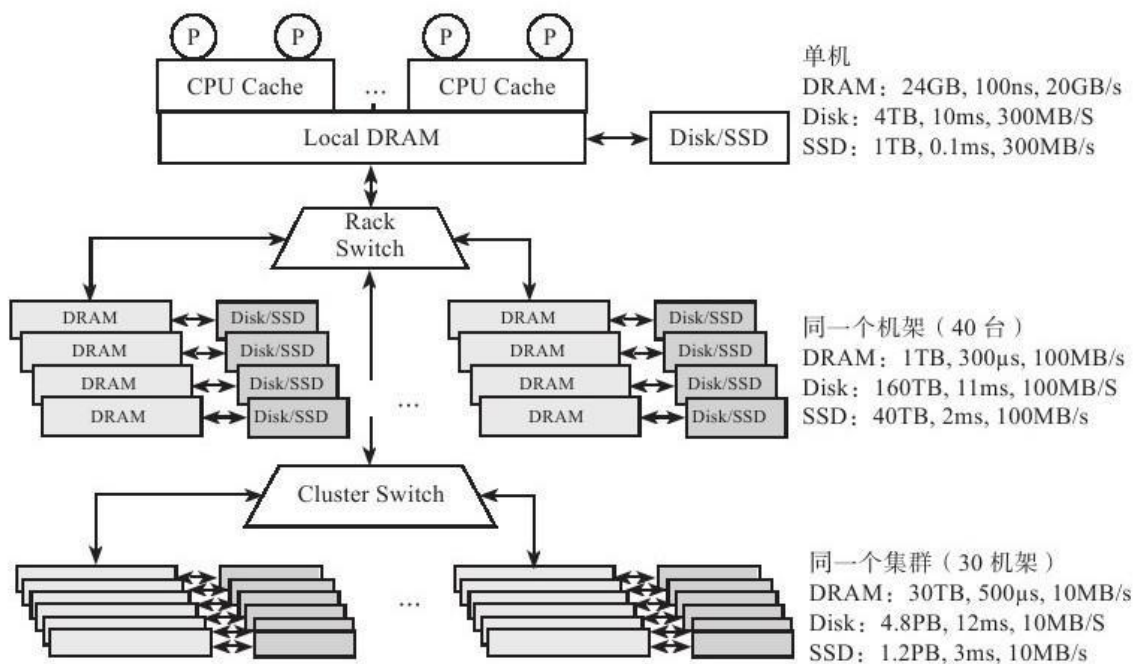 P P P P
CPU Cache ... CPU Cache
Local DRAM
Disk/SSD
单机
DRAM：24GB, 100ns, 20GB/s
Disk：4TB, 10ms, 300MB/S
SSD：1TB, 0.1ms, 300MB/s
Rack
Switch
DRAM Disk/SSD
DRAM Disk/SSD
DRAM Disk/SSD
DRAM Disk/SSD
...
DRAM Disk/SSD
DRAM Disk/SSD
DRAM Disk/SSD
DRAM Disk/SSD
同一个机架（40 台）
DRAM：1TB, 300μs, 100MB/s
Disk：160TB, 11ms, 100MB/S
SSD：40TB, 2ms, 100MB/s
Cluster Switch
...
同一个集群（30 机架）
DRAM：30TB, 500μs, 10MB/s
Disk：4.8PB, 12ms, 10MB/S
SSD：1.2PB, 3ms, 10MB/s